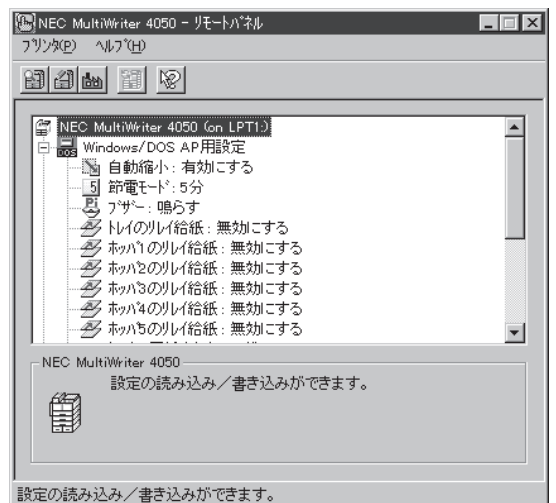 NEC MultiWriter 4050 - リモートパネル
プリンタ(P) ヘルプ(H)
NEC MultiWriter 4050 (on LPT1:)
DOS Windows/DOS AP用設定
自動縮小 : 有効にする
5 節電モード : 5分
ブザー : 鳴らす
トレイのリレイ給紙 : 無効にする
ホッパ1のリレイ給紙 : 無効にする
ホッパ2のリレイ給紙 : 無効にする
ホッパ3のリレイ給紙 : 無効にする
ホッパ4のリレイ給紙 : 無効にする
ホッパ5のリレイ給紙 : 無効にする
NEC MultiWriter 4050
設定の読み込み/書き込みができます。
設定の読み込み/書き込みができます。